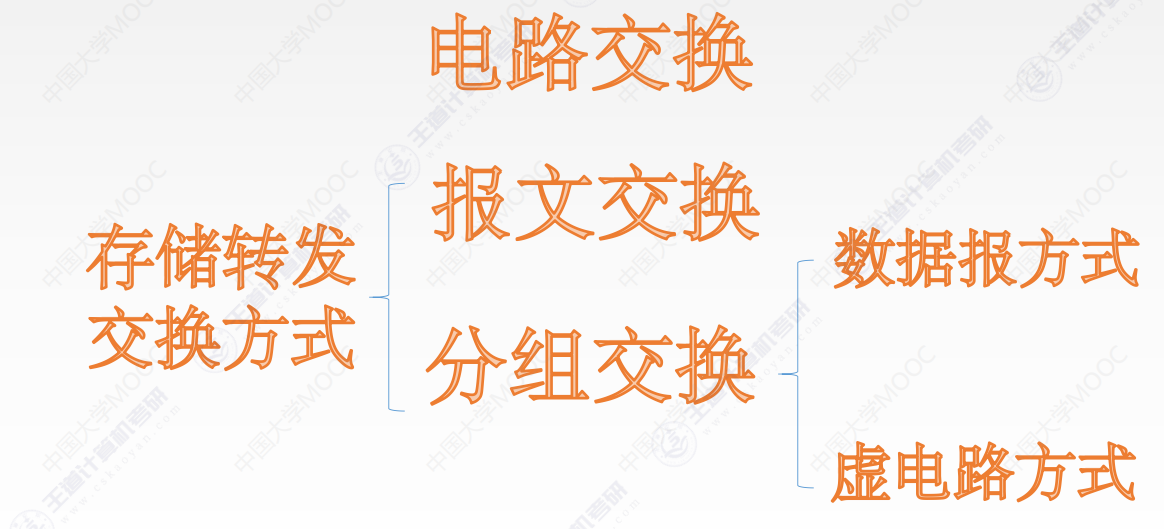 电路交换
报文交换
存储转发
交换方式
数据报方式
分组交换
虚电路方式
中国大学MOOC
王道计算机考研
www.cskaoyan.com